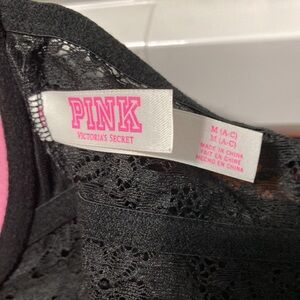 PINK
VICTORIA'S SECRET
M (A-C)
M (A-C)
MADE IN CHINA
FAIT EN CHINE
HECHO EN CHINA